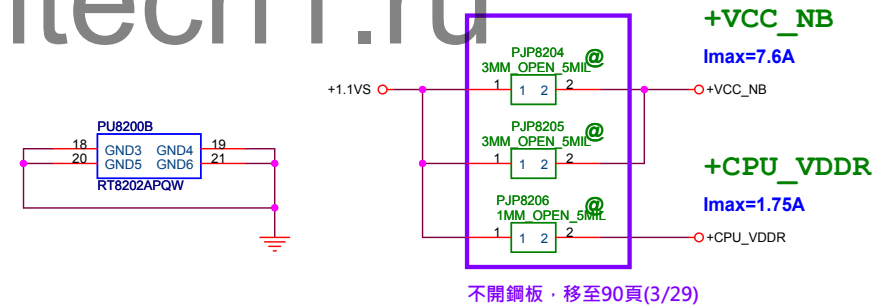 itech1.ru
+VCC_NB
PJP8204
@
Imax=7.6A
3MM_OPEN_5MIL
+1.1VS
1 1 2 2
+VCC_NB
PU8200B
PJP8205
@
18 GND3 GND4 19
3MM_OPEN_5MIL
20 GND5 GND6 21
1 1 2 2
+CPU_VDDR
RT8202APQW
PJP8206
@
Imax=1.75A
1MM_OPEN_5MIL
1 1 2 2
+CPU_VDDR
不開鋼板，移至90頁(3/29)